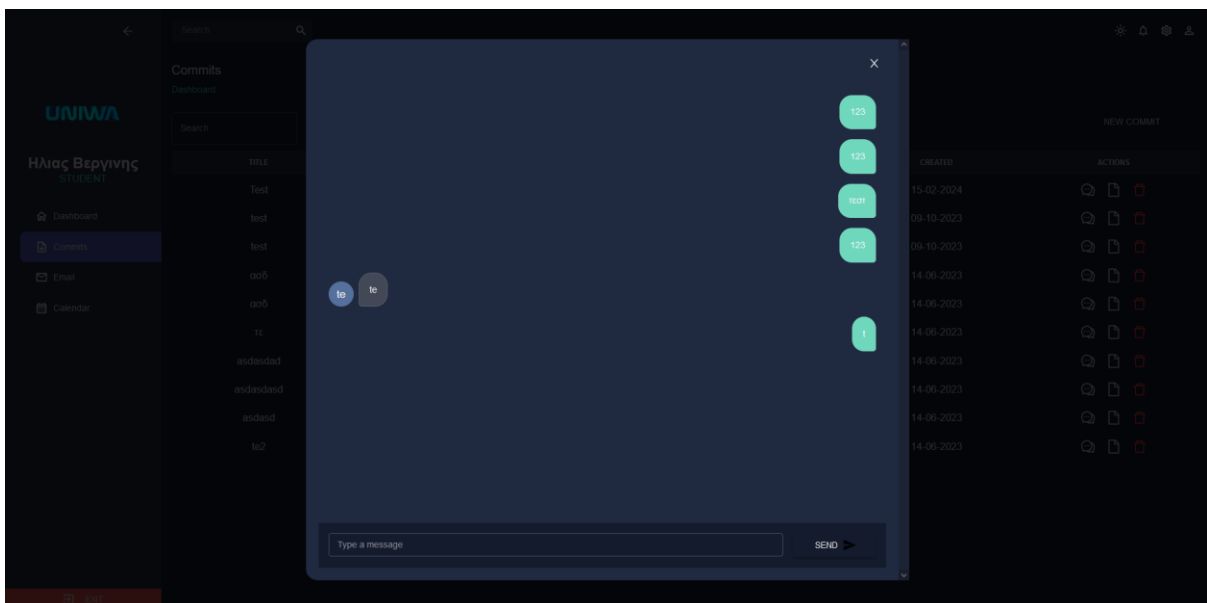 Search
Commits
Dashboard
UNIWA
Search
NEW COMMIT
Ηλιας Βεργινης
STUDENT
TITLE CREATED ACTIONS
Test 15-02-2024
test 09-10-2023
test 09-10-2023
αοδ 14-06-2023
αοδ 14-06-2023
τε 14-06-2023
asdasdad 14-06-2023
asdasdasd 14-06-2023
asdasd 14-06-2023
te2 14-06-2023
Dashboard
Commits
Email
Calendar
EXIT
X
123
123
τεστ
123
te te
t
Type a message SEND